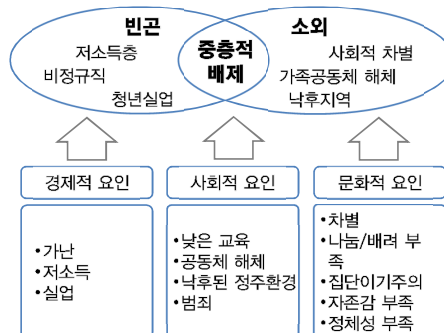 빈곤
저소득층
비정규직
청년실업
중층적
배제
소외
사회적 차별
가족공동체 해체
낙후지역
경제적 요인
사회적 요인
문화적 요인
•가난
•저소득
•실업
•낮은 교육
•공동체 해체
•낙후된 정주환경
•범죄
•차별
•나눔/배려 부
족
•집단이기주의
•자존감 부족
•정체성 부족